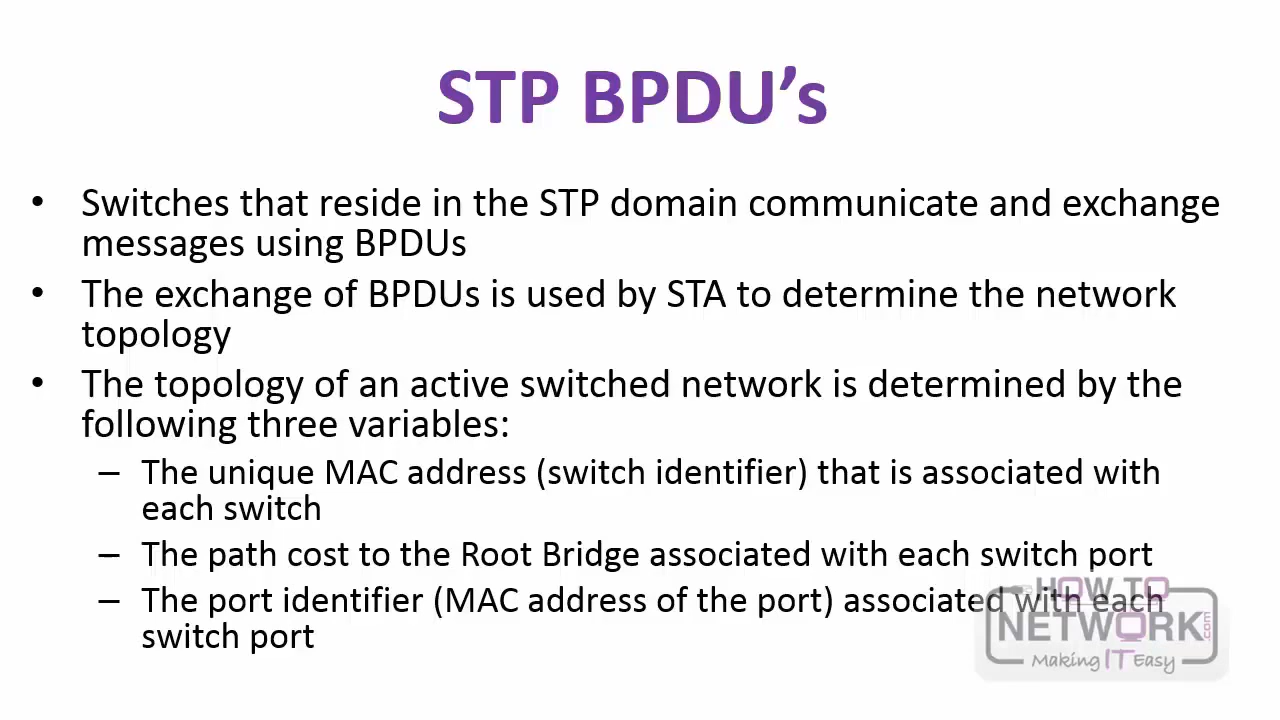 STP BPDU’s
• Switches that reside in the STP domain communicate and exchange
messages using BPDUs
• The exchange of BPDUs is used by STA to determine the network
topology
• The topology of an active switched network is determined by the
following three variables:
– The unique MAC address (switch identifier) that is associated with
each switch
– The path cost to the Root Bridge associated with each switch port
– The port identifier (MAC address of the port) associated with each
switch port
HOW TO
NETWORK.com
Making IT Easy